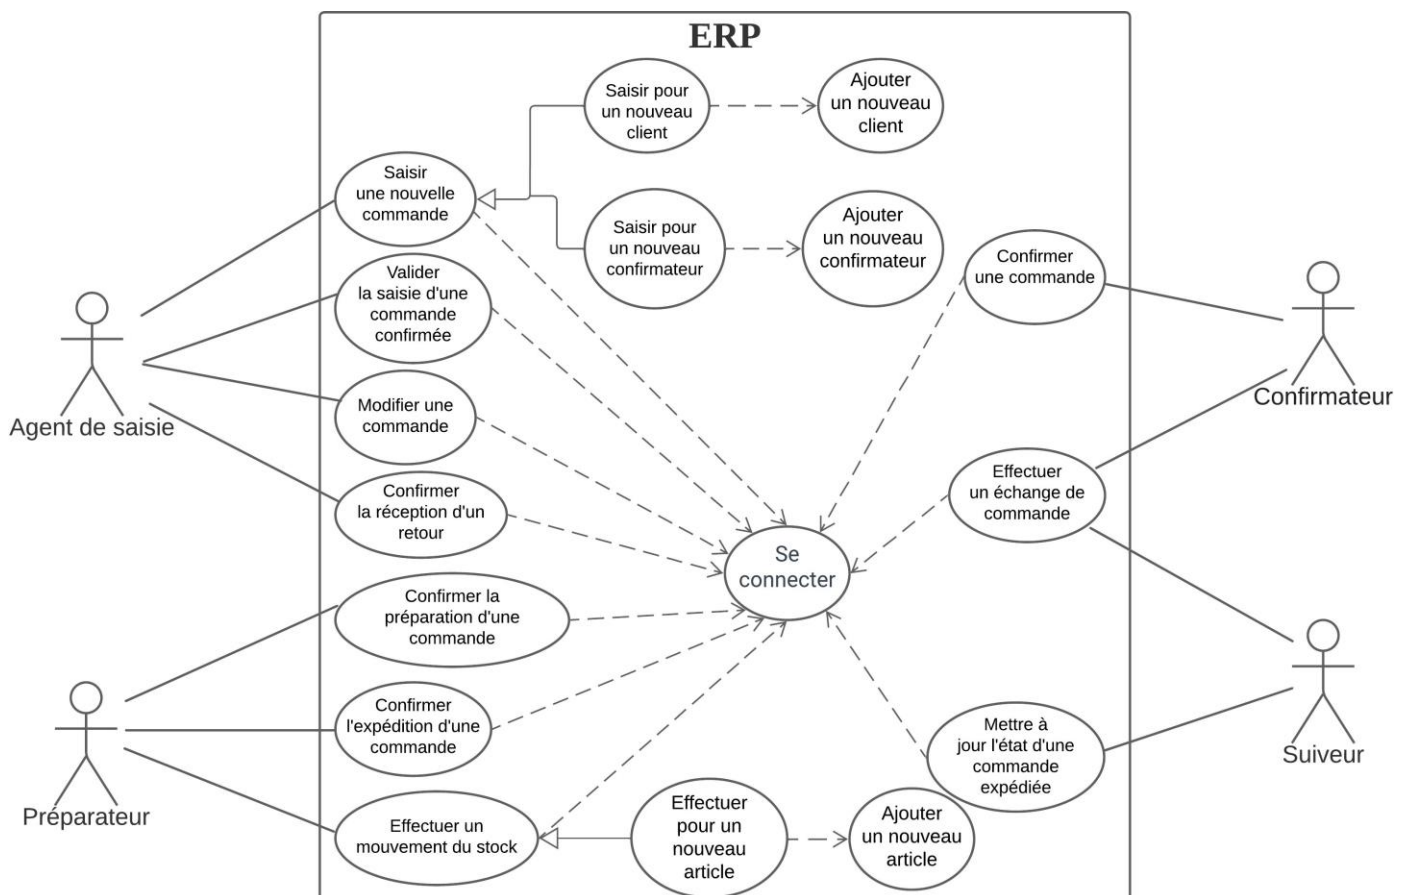 ERP
Saisir pour
un nouveau
client
Ajouter
un nouveau
client
Saisir
une nouvelle
commande
Saisir pour
un nouveau
confirmateur
Ajouter
un nouveau
confirmateur
Confirmer
une commande
Valider
la saisie d'une
commande
confirmée
Modifier une
commande
Agent de saisie
Confirmateur
Confirmer
la réception d'un
retour
Effectuer
un échange de
commande
Se
connecter
Confirmer la
préparation d'une
commande
Confirmer
l'expédition d'une
commande
Mettre à
jour l'état d'une
commande
expédiée
Suiveur
Préparateur
Effectuer un
mouvement du stock
Effectuer
pour un
nouveau
article
Ajouter
un nouveau
article